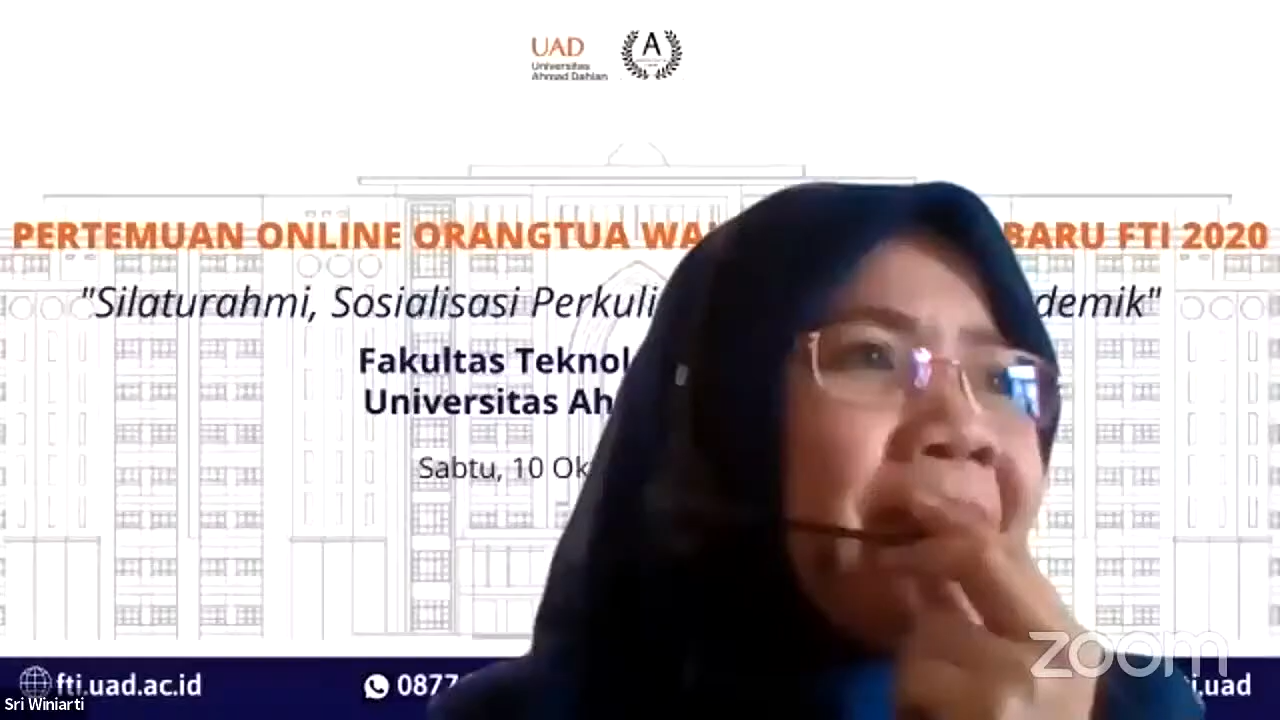 UAD
Universitas
Ahmad Dahlan
A
PERTEMUAN ONLINE ORANGTUA WA BARU FTI 2020
"Silaturahmi, Sosialisasi Perkuli demik"
Fakultas Teknol
Universitas Ah
Sabtu, 10 Ok
zoom
fti.uad.ac.id
0877
ti.uad
Sri Winiarti